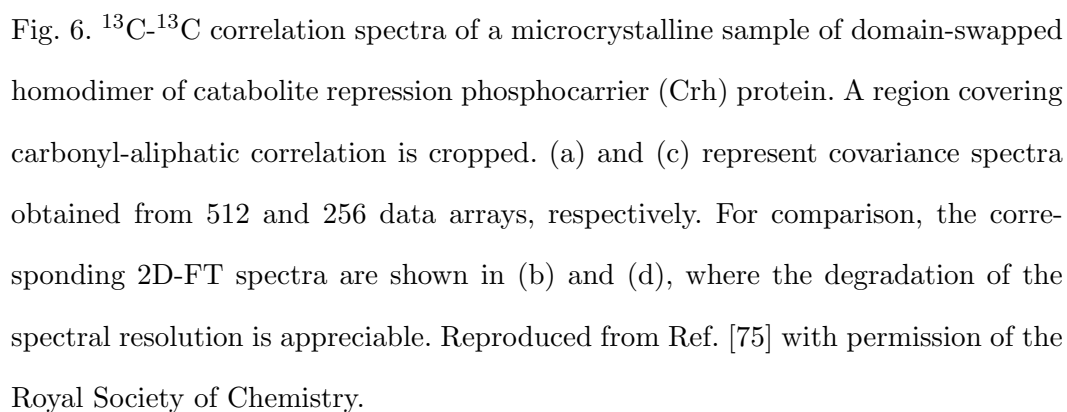 Fig. 6. ¹³C-¹³C correlation spectra of a microcrystalline sample of domain-swapped
homodimer of catabolite repression phosphocarrier (Crh) protein. A region covering
carbonyl-aliphatic correlation is cropped. (a) and (c) represent covariance spectra
obtained from 512 and 256 data arrays, respectively. For comparison, the corre-
sponding 2D-FT spectra are shown in (b) and (d), where the degradation of the
spectral resolution is appreciable. Reproduced from Ref. [75] with permission of the
Royal Society of Chemistry.